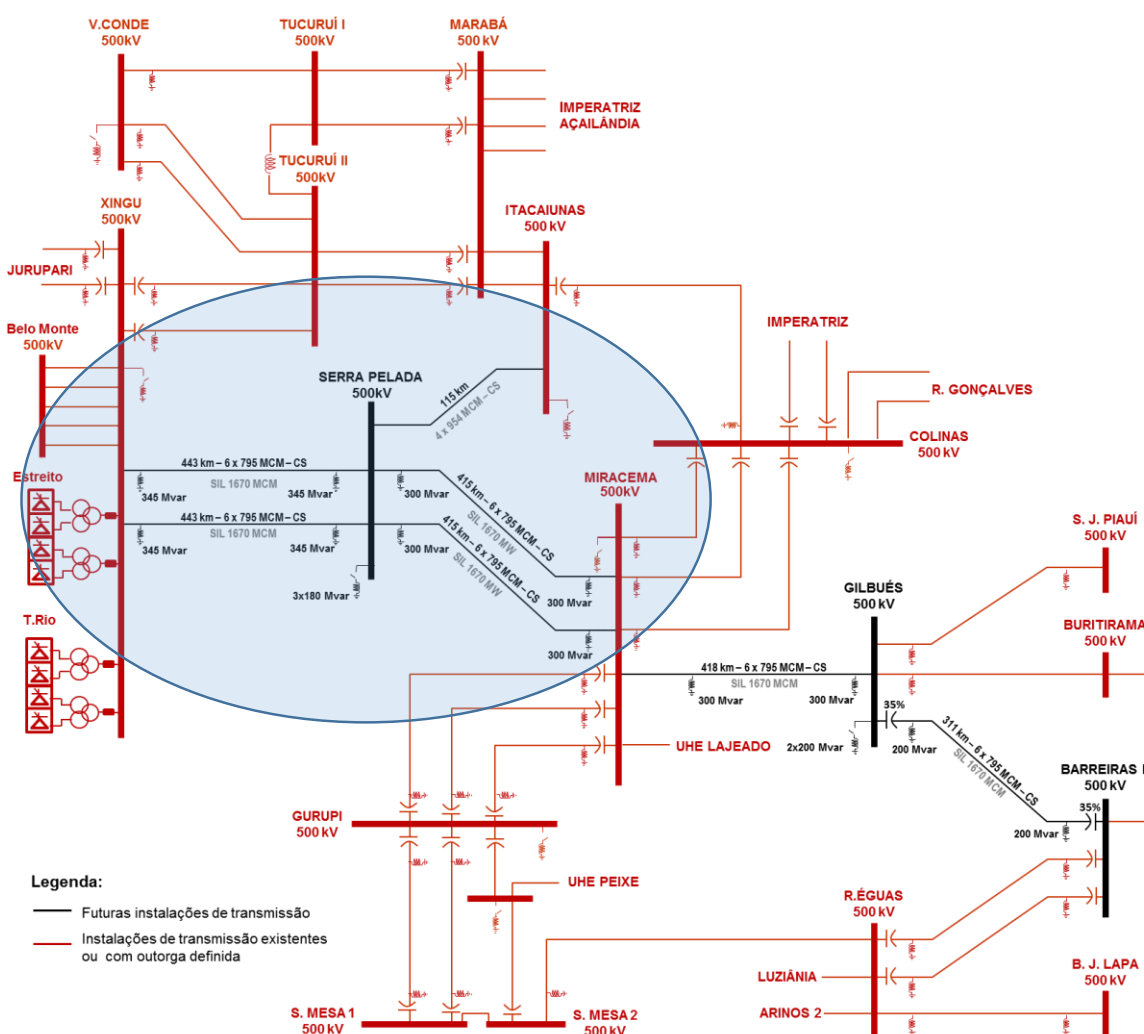 V.CONDE
500kV
TUCURUÍ I
500kV
MARABÁ
500 kV
IMPERATRIZ
AÇAILÂNDIA
TUCURUÍ II
500kV
XINGU
500kV
ITACAIUNAS
500 kV
JURUPARI
Belo Monte
500kV
IMPERATRIZ
SERRA PELADA
500kV
115 km
4 x 954 MCM – CS
R. GONÇALVES
COLINAS
500 kV
443 km – 6 x 795 MCM – CS
SIL 1670 MCM
345 Mvar
345 Mvar
300 Mvar
415 km – 6 x 795 MCM – CS
SIL 1670 MW
MIRACEMA
500kV
Estreito
443 km – 6 x 795 MCM – CS
SIL 1670 MCM
345 Mvar
345 Mvar
300 Mvar
415 km – 6 x 795 MCM – CS
SIL 1670 MW
3x180 Mvar
300 Mvar
300 Mvar
S. J. PIAUÍ
500 kV
GILBUÉS
500 kV
BURITIRAMA
500 kV
T.Rio
418 km – 6 x 795 MCM – CS
SIL 1670 MCM
300 Mvar
300 Mvar
35%
2x200 Mvar
200 Mvar
311 km – 6 x 795 MCM – CS
SIL 1670 MCM
UHE LAJEADO
BARREIRAS
500 kV
35%
200 Mvar
GURUPI
500 kV
UHE PEIXE
Legenda:
Futuras instalações de transmissão
Instalações de transmissão existentes
ou com outorga definida
R.ÉGUAS
500 kV
LUZIÂNIA
ARINOS 2
B. J. LAPA
500 kV
S. MESA 1
500 kV
S. MESA 2
500 kV